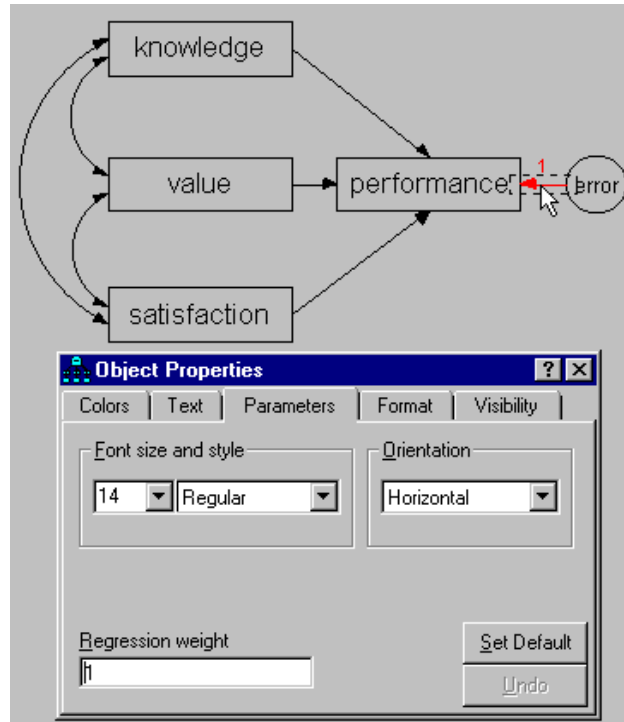 knowledge
value
performance
1
error
satisfaction
Object Properties
? X
Colors Text Parameters Format Visibility
Font size and style
Orientation
14 Regular
Horizontal
Regression weight
1
Set Default
Undo